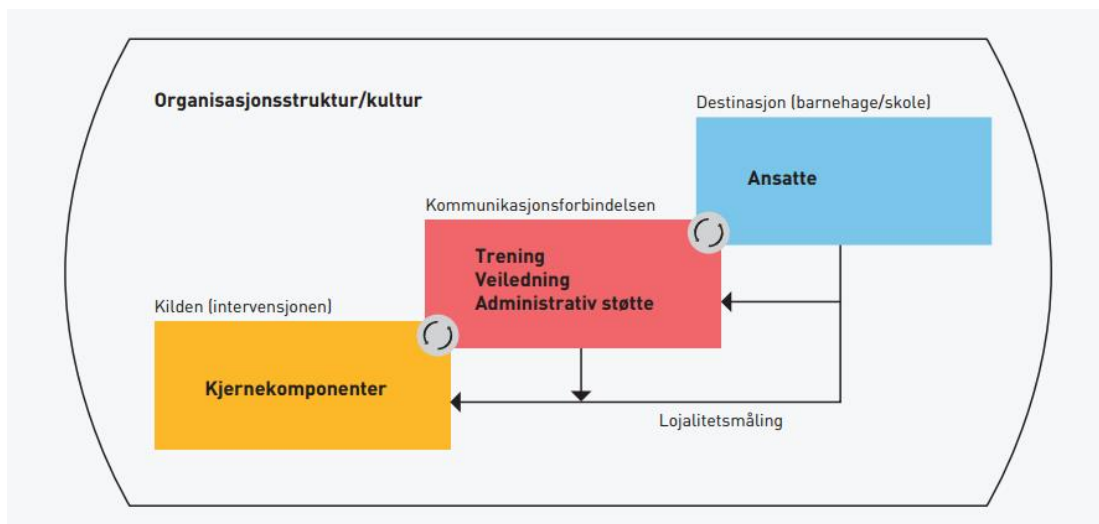 Organisasjonsstruktur/kultur
Destinasjon (barnehage/skole)
Ansatte
Kommunikasjonsforbindelsen
Trening
Veiledning
Administrativ støtte
Kilden (intervensjonen)
Kjernekomponenter
Lojalitetsmåling